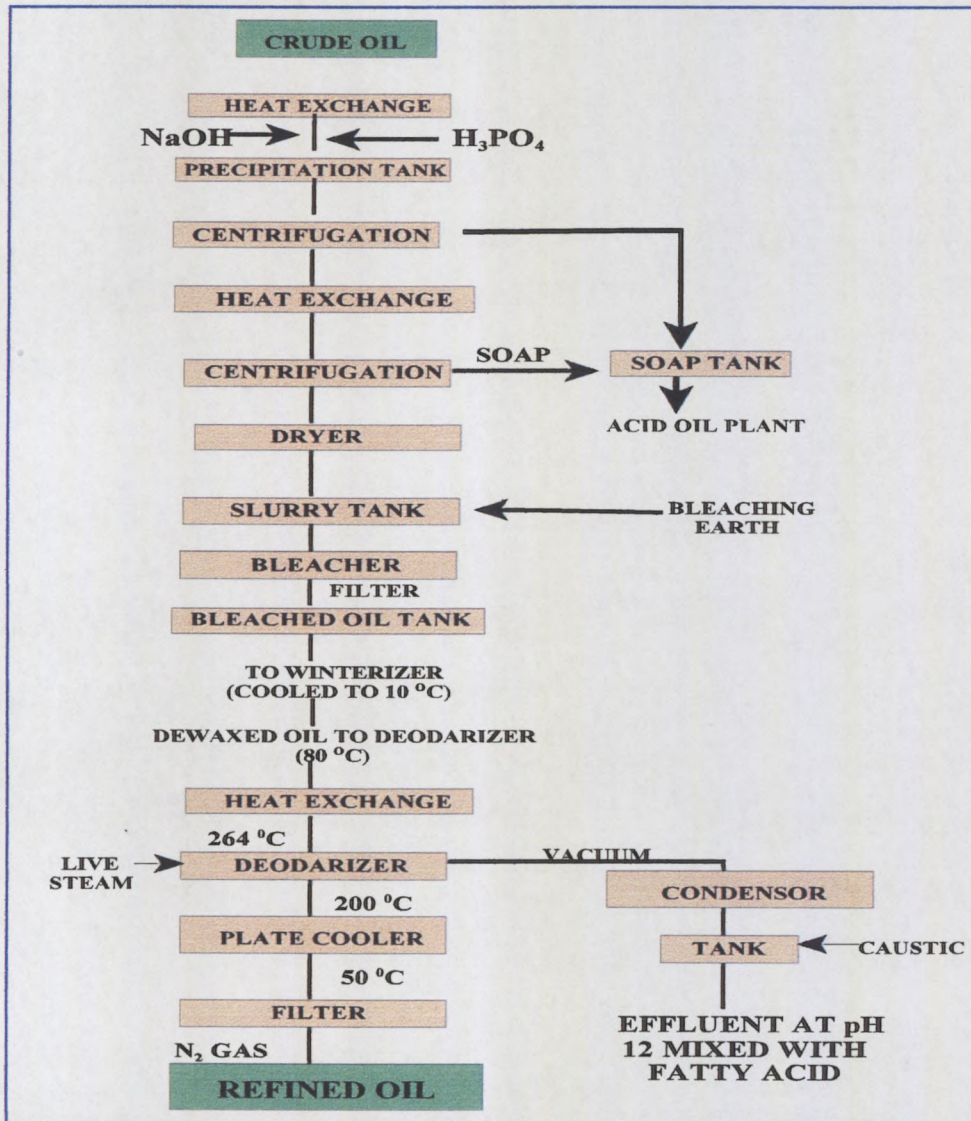 CRUDE OIL
HEAT EXCHANGE
NaOH
H₃PO₄
PRECIPITATION TANK
CENTRIFUGATION
HEAT EXCHANGE
CENTRIFUGATION
SOAP
SOAP TANK
ACID OIL PLANT
DRYER
SLURRY TANK
BLEACHING
EARTH
BLEACHER
FILTER
BLEACHED OIL TANK
TO WINTERIZER
(COOLED TO 10 °C)
DEWAXED OIL TO DEODARIZER
(80 °C)
HEAT EXCHANGE
264 °C
LIVE
STEAM
DEODARIZER
VACUUM
CONDENSOR
200 °C
PLATE COOLER
TANK
CAUSTIC
50 °C
FILTER
EFFLUENT AT pH
12 MIXED WITH
FATTY ACID
N₂ GAS
REFINED OIL